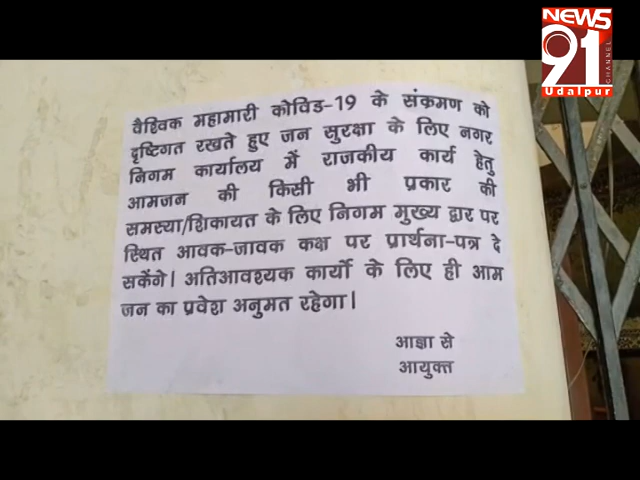 NEWS
91
CHANNEL
Udaipur
वैश्विक महामारी कोविड-19 के संक्रमण को
दृष्टिगत रखते हुए जन सुरक्षा के लिए नगर
निगम कार्यालय में राजकीय कार्य हेतु
आमजन की किसी भी प्रकार की
समस्या/शिकायत के लिए निगम मुख्य द्वार पर
स्थित आवक-जावक कक्ष पर प्रार्थना-पत्र दे
सकेंगे। अतिआवश्यक कार्यो के लिए ही आम
जन का प्रवेश अनुमत रहेगा।
आज्ञा से
आयुक्त